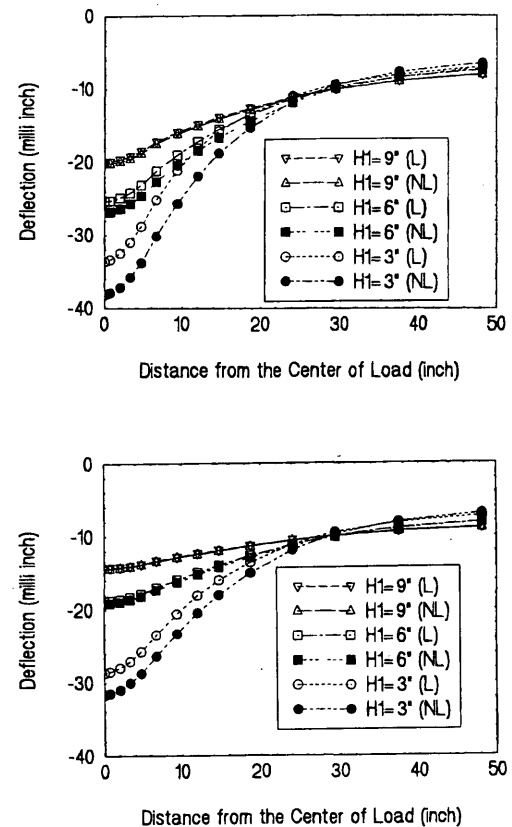 0
-10
-20
-30
-40
Deflection (milli inch)
H1= 9" (L)
H1= 9" (NL)
H1= 6" (L)
H1= 6" (NL)
H1= 3" (L)
H1= 3" (NL)
0 10 20 30 40 50
Distance from the Center of Load (inch)
0
-10
-20
-30
-40
Deflection (milli inch)
H1= 9" (L)
H1= 9" (NL)
H1= 6" (L)
H1= 6" (NL)
H1= 3" (L)
H1= 3" (NL)
0 10 20 30 40 50
Distance from the Center of Load (inch)